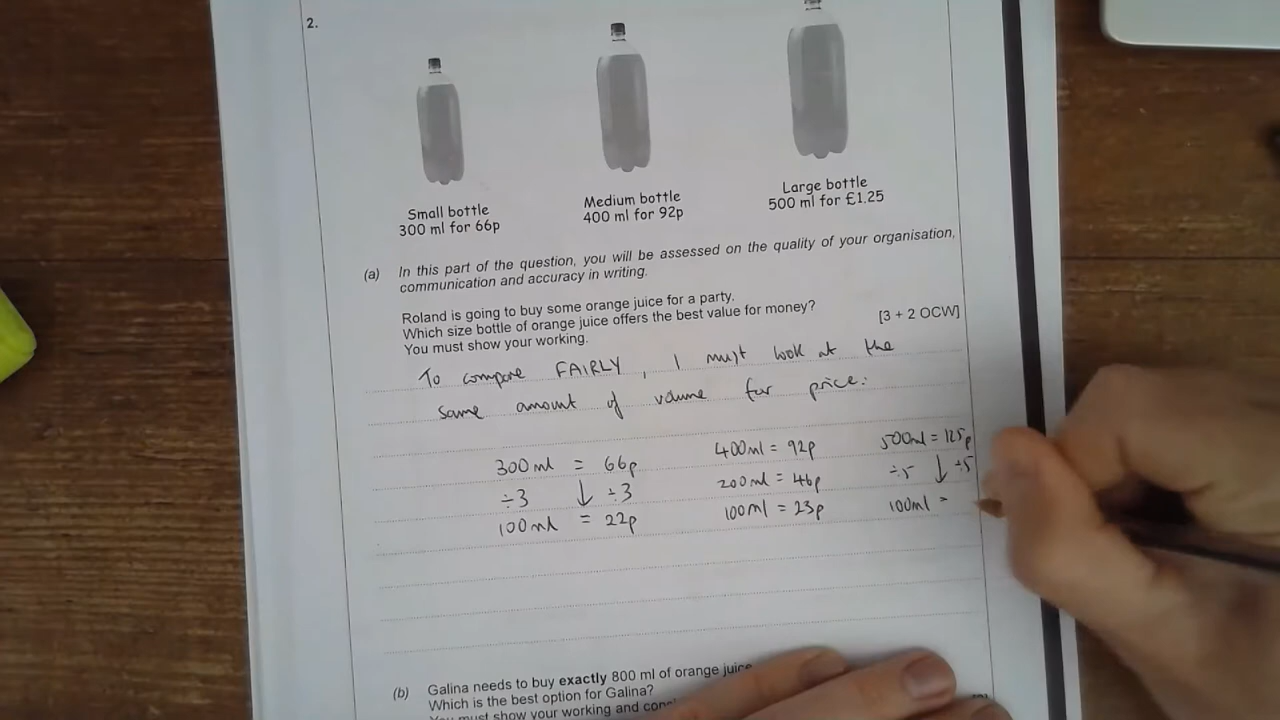 2.
Small bottle
300 ml for 66p
Medium bottle
400 ml for 92p
Large bottle
500 ml for £1.25
(a) In this part of the question, you will be assessed on the quality of your organisation,
communication and accuracy in writing.
Roland is going to buy some orange juice for a party.
Which size bottle of orange juice offers the best value for money?
You must show your working.
[3 + 2 OCW]
To compare FAIRLY, I must look at the
same amount of volume for price:
300ml = 66p
÷3 ↓ ÷3
100ml = 22p
400ml = 92p
200ml = 46p
100ml = 23p
500ml = 125p
÷5 ↓ ÷5
100ml =
(b) Galina needs to buy exactly 800 ml of orange juice
Which is the best option for Galina?
You must show your working and